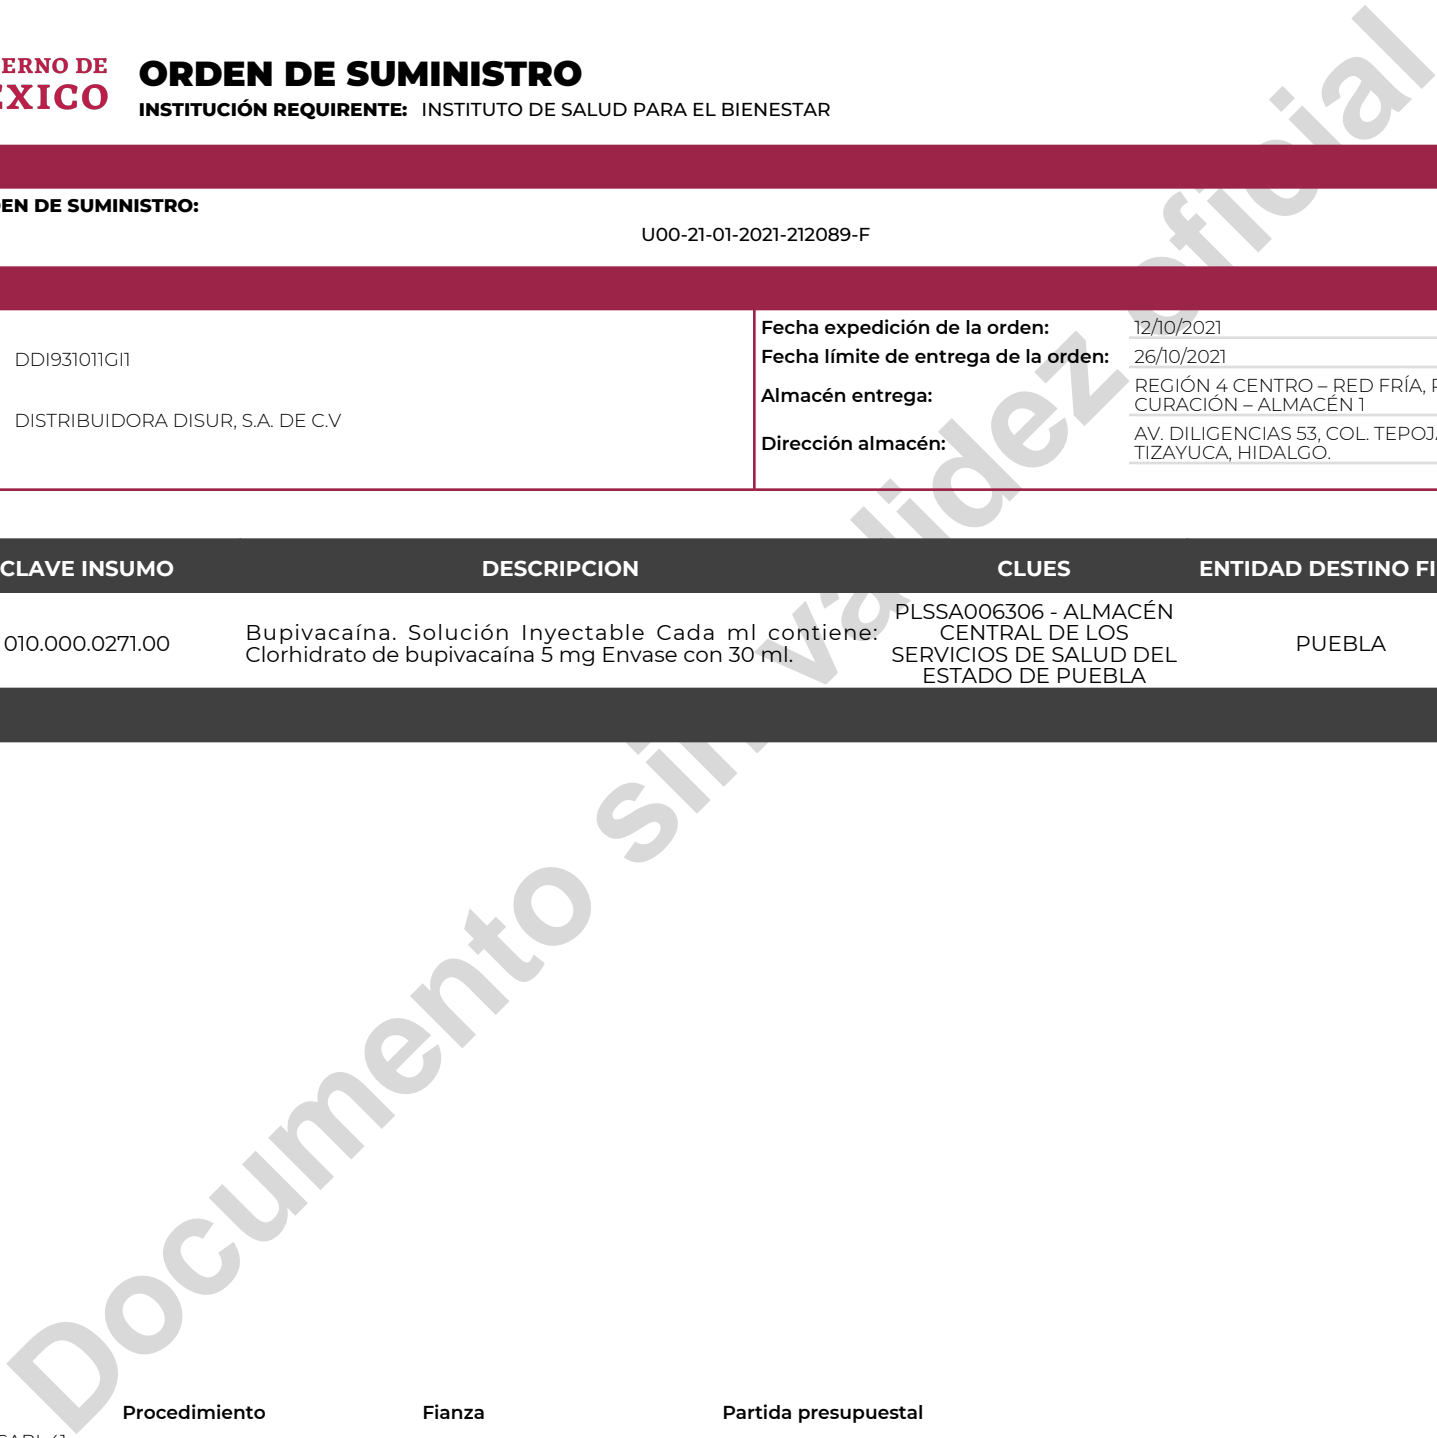 ERNO DE
ORDEN DE SUMINISTRO
EXICO
INSTITUCIÓN REQUIRENTE: INSTITUTO DE SALUD PARA EL BIENESTAR
EN DE SUMINISTRO:
U00-21-01-2021-212089-F
DDI931011GI1
DISTRIBUIDORA DISUR, S.A. DE C.V
Fecha expedición de la orden: 12/10/2021
Fecha límite de entrega de la orden: 26/10/2021
Almacén entrega: REGIÓN 4 CENTRO – RED FRÍA,
CURACIÓN – ALMACÉN 1
Dirección almacén: AV. DILIGENCIAS 53, COL. TEPOJ
TIZAYUCA, HIDALGO.
CLAVE INSUMO DESCRIPCION CLUES ENTIDAD DESTINO FI
010.000.0271.00
Bupivacaína. Solución Inyectable Cada ml contiene:
Clorhidrato de bupivacaína 5 mg Envase con 30 ml.
PLSSA006306 - ALMACÉN
CENTRAL DE LOS
SERVICIOS DE SALUD DEL
ESTADO DE PUEBLA
PUEBLA
Documento sin validez oficial
Procedimiento Fianza Partida presupuestal